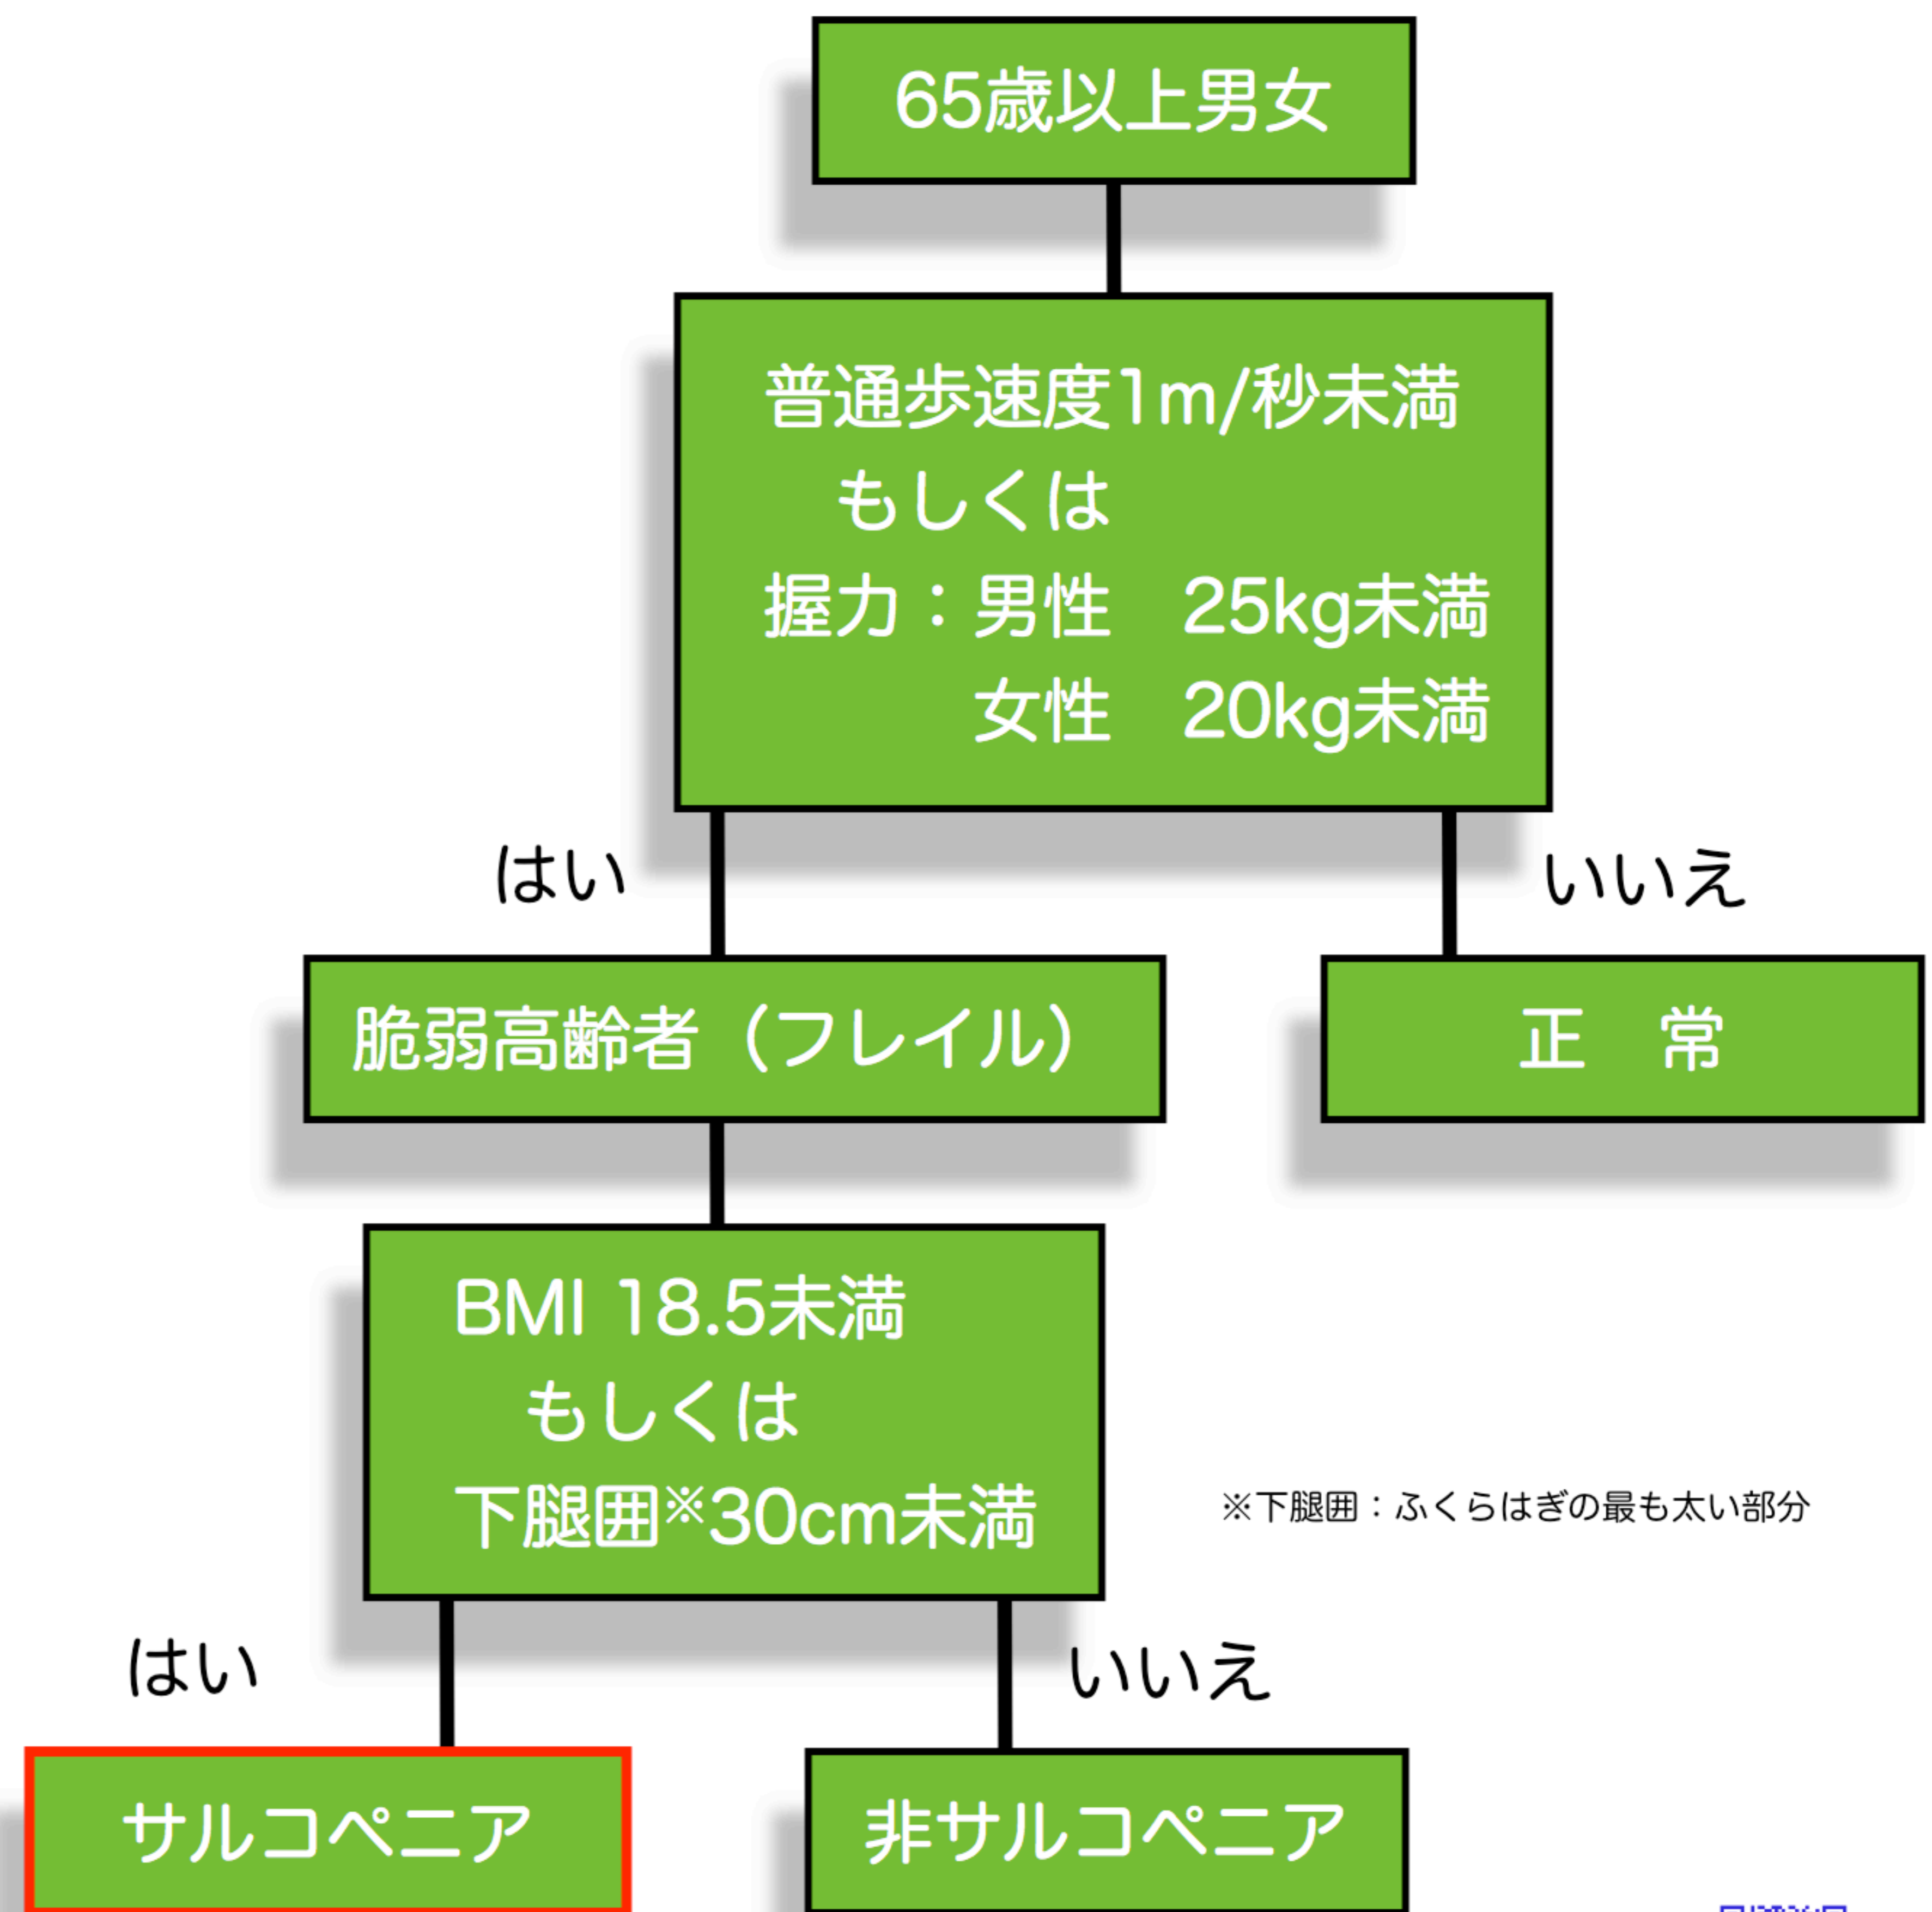 65歳以上男女
普通歩速度1m/秒未満
もしくは
握力：男性　25kg未満
女性　20kg未満
はい
いいえ
脆弱高齢者（フレイル）
正　常
BMI 18.5未満
もしくは
下腿囲※30cm未満
※下腿囲：ふくらはぎの最も太い部分
はい
いいえ
サルコペニア
非サルコペニア